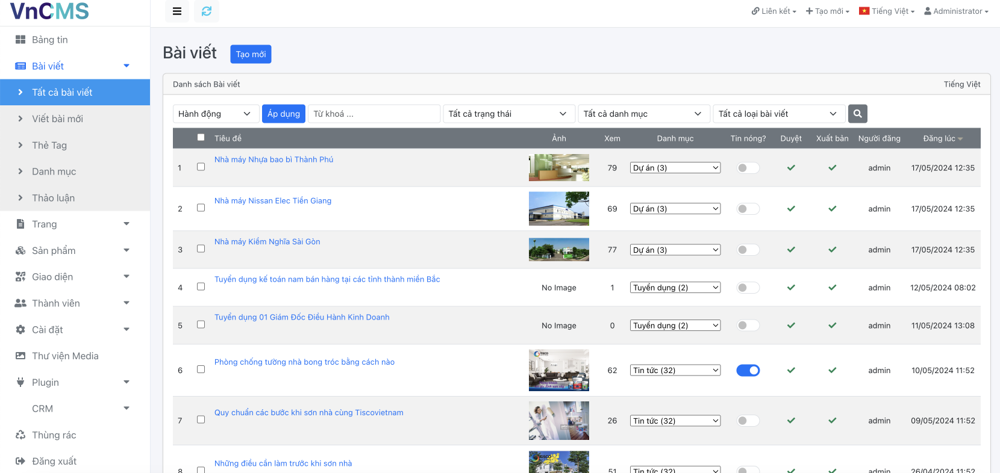 VnCMS
Liên kết
Tạo mới
Tiếng Việt
Administrator
Bảng tin
Bài viết
Tất cả bài viết
Viết bài mới
Thẻ Tag
Danh mục
Thảo luận
Trang
Sản phẩm
Giao diện
Thành viên
Cài đặt
Thư viện Media
Plugin
CRM
Thùng rác
Đăng xuất
Bài viết Tạo mới
Danh sách Bài viết Tiếng Việt
Hành động Áp dụng Từ khoá ... Tất cả trạng thái Tất cả danh mục Tất cả loại bài viết
Tiêu đề Ảnh Xem Danh mục Tin nóng? Duyệt Xuất bản Người đăng Đăng lúc
1 Nhà máy Nhựa bao bì Thành Phú 79 Dự án (3) admin 17/05/2024 12:35
2 Nhà máy Nissan Elec Tiền Giang 69 Dự án (3) admin 17/05/2024 12:35
3 Nhà máy Kiềm Nghĩa Sài Gòn 77 Dự án (3) admin 17/05/2024 12:35
4 Tuyển dụng kế toán nam bán hàng tại các tỉnh thành miền Bắc No Image 1 Tuyển dụng (2) admin 12/05/2024 08:02
5 Tuyển dụng 01 Giám Đốc Điều Hành Kinh Doanh No Image 0 Tuyển dụng (2) admin 11/05/2024 13:08
6 Phòng chống tường nhà bong tróc bằng cách nào TISCO 62 Tin tức (32) admin 10/05/2024 11:52
7 Quy chuẩn các bước khi sơn nhà cùng Tiscovietnam 26 Tin tức (32) admin 09/05/2024 11:52
8 Những điều cần làm trước khi sơn nhà TISCO 51 Tin tức (32) admin 26/04/2024 11:52